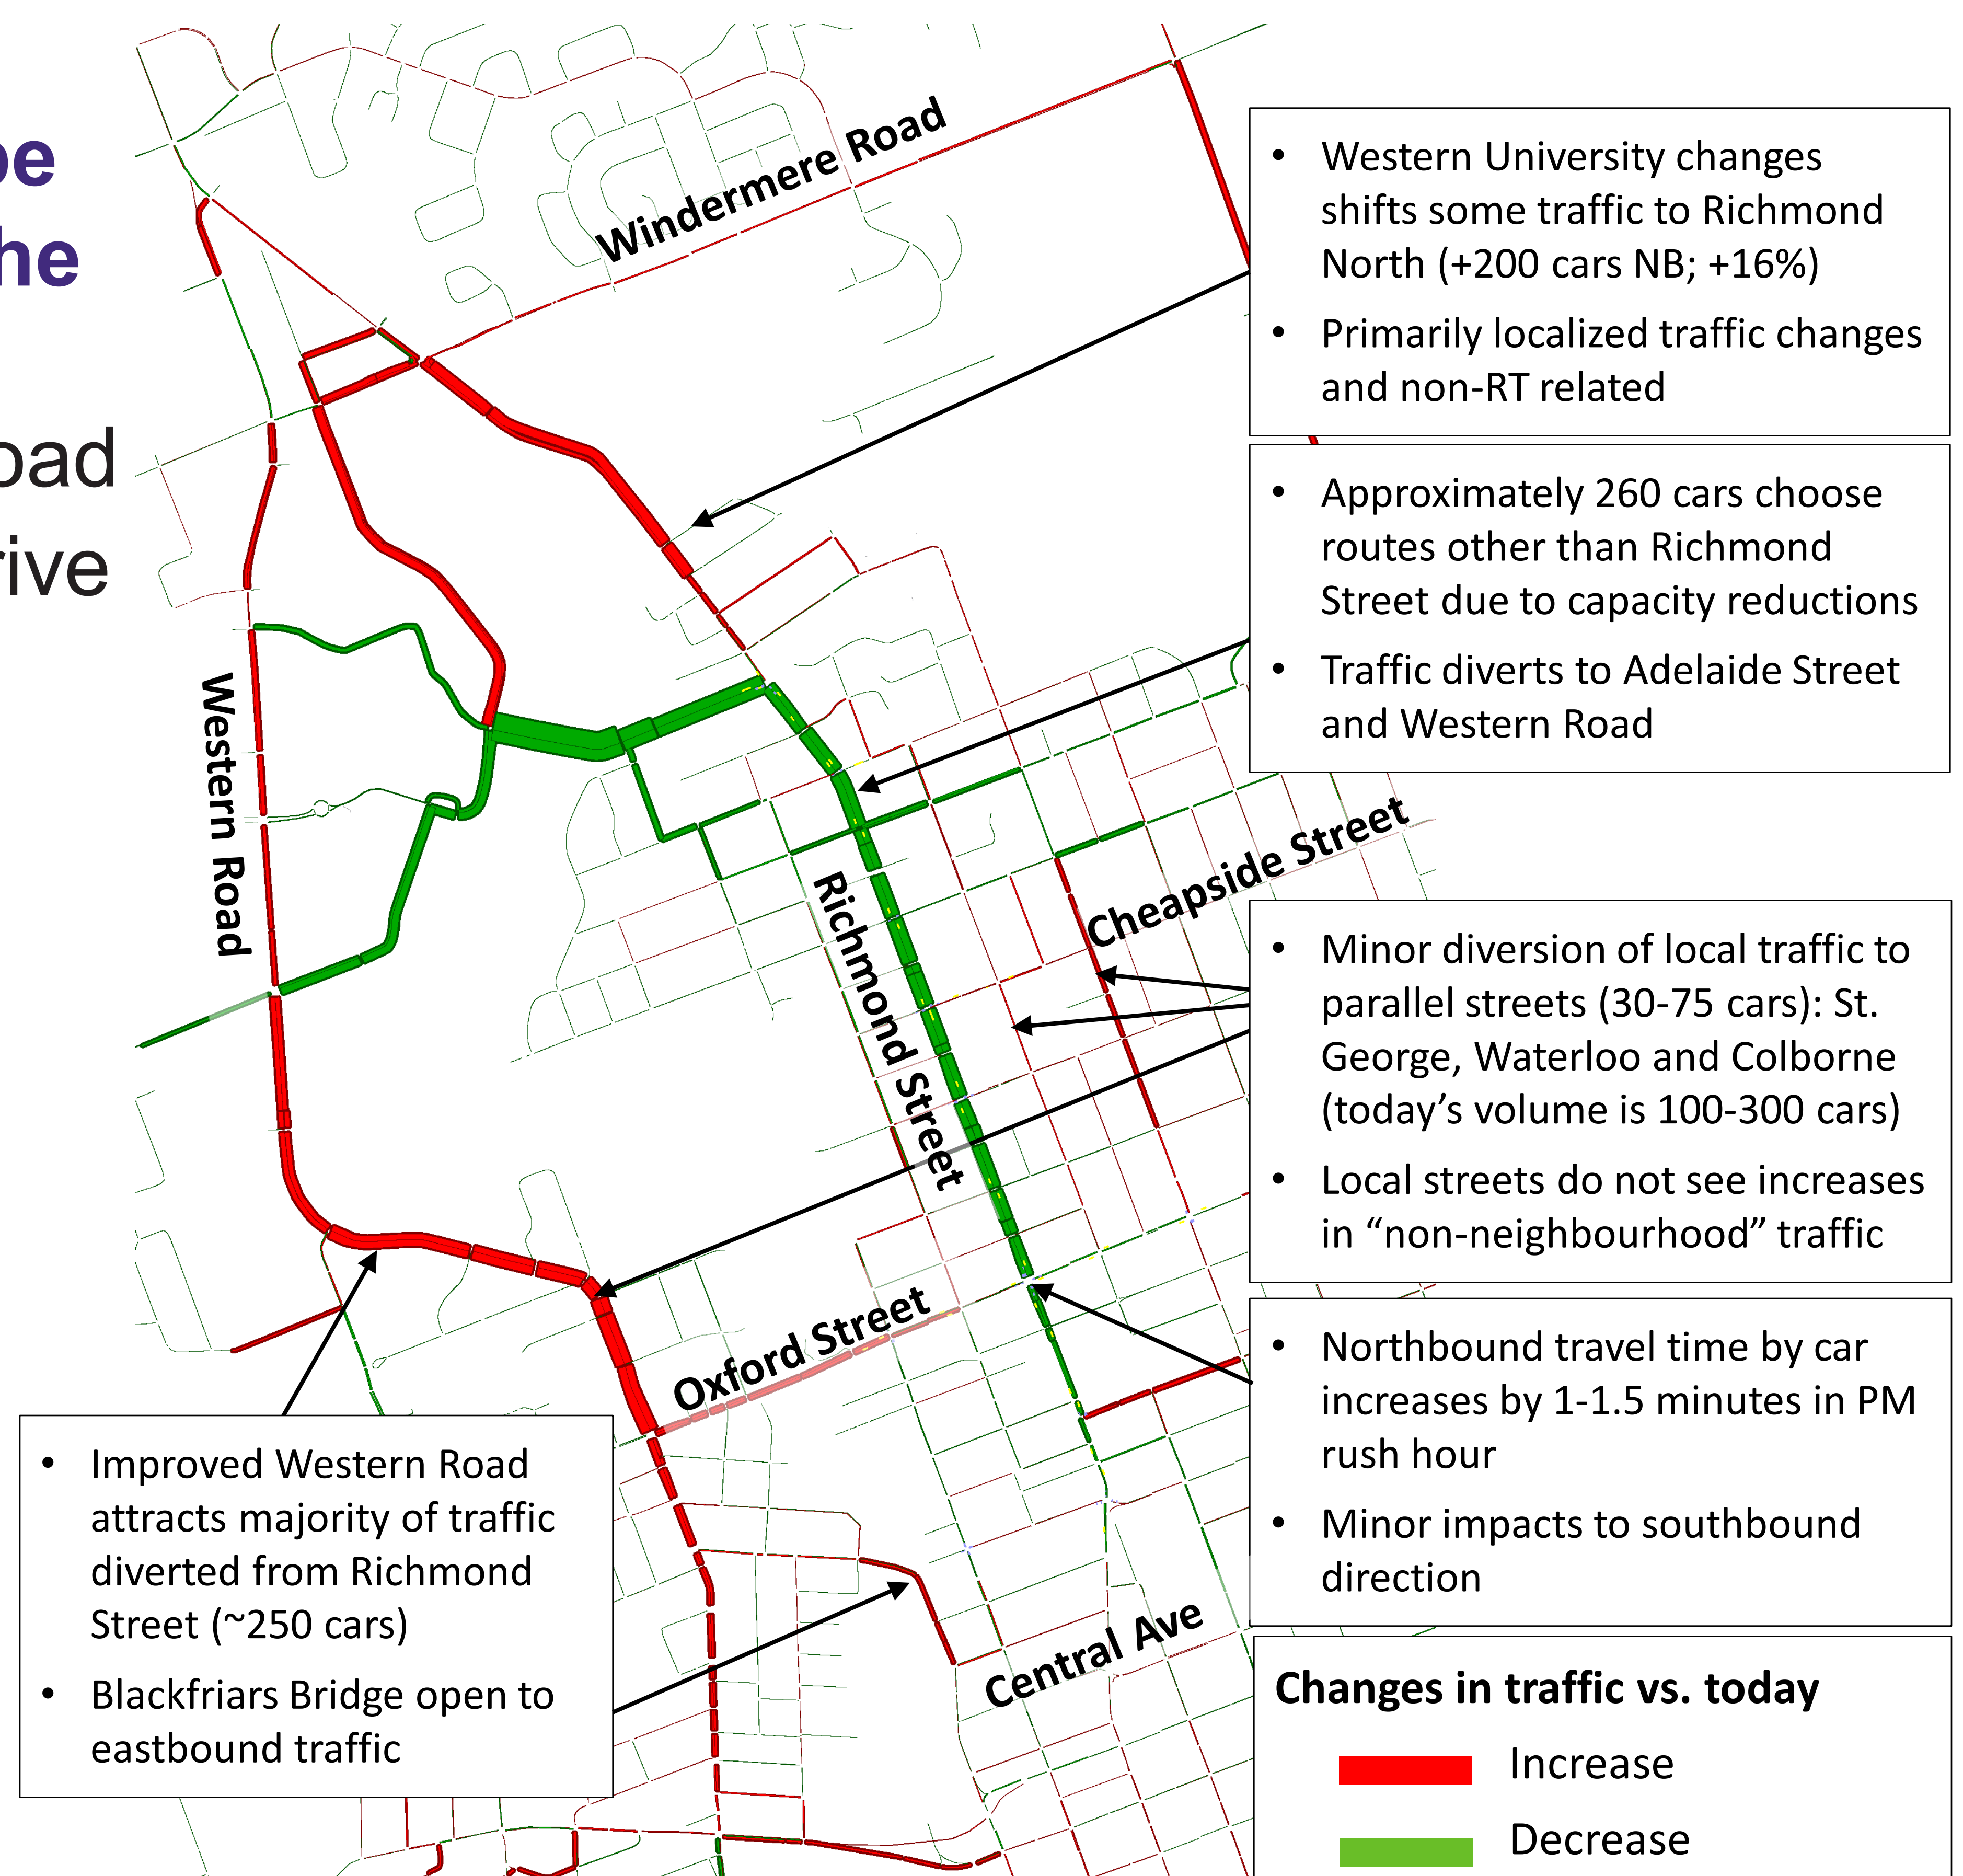 be
the
oad
rive
Windermere Road
Western Road
Richmond Street
Cheapside Street
Oxford Street
Central Ave
• Western University changes
shifts some traffic to Richmond
North (+200 cars NB; +16%)
• Primarily localized traffic changes
and non-RT related
• Approximately 260 cars choose
routes other than Richmond
Street due to capacity reductions
• Traffic diverts to Adelaide Street
and Western Road
• Minor diversion of local traffic to
parallel streets (30-75 cars): St.
George, Waterloo and Colborne
(today’s volume is 100-300 cars)
• Local streets do not see increases
in “non-neighbourhood” traffic
• Northbound travel time by car
increases by 1-1.5 minutes in PM
rush hour
• Minor impacts to southbound
direction
• Improved Western Road
attracts majority of traffic
diverted from Richmond
Street (~250 cars)
• Blackfriars Bridge open to
eastbound traffic
Changes in traffic vs. today
Increase
Decrease